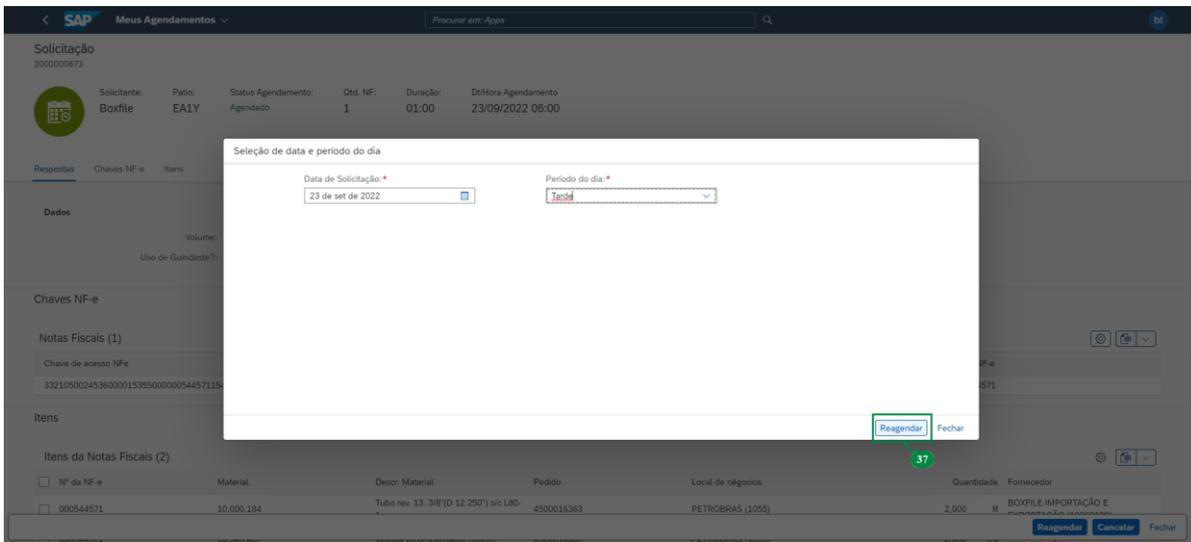 SAP Meus Agendamentos Procurar em: Apps bt
Solicitação
2000000873
Solicitante: Patio: Status Agendamento: Qtd. NF: Duração: Dt/Hora Agendamento
Boxfile EA1Y Agendado 1 01:00 23/09/2022 06:00
Seleção de data e período do dia
Respostas Chaves NF-e Itens
Data de Solicitação:* Período do dia:*
23 de set de 2022 Tarde
Dados
Volume:
Uso de Guindaste?:
Chaves NF-e
Notas Fiscais (1)
Chave de acesso NFe NF-e
Itens
Reagendar Fechar
37
Itens da Notas Fiscais (2)
Nº da NF-e Material Descr. Material Pedido Local de négocios Quantidade Fornecedor
000544571 10.000.184 Tubo rev. 13. 3/8"(D 12.250") s/c L80- 4500016363 PETROBRAS (1055) 2,000 M BOXFILE IMPORTAÇÃO E
Reagendar Cancelar Fechar